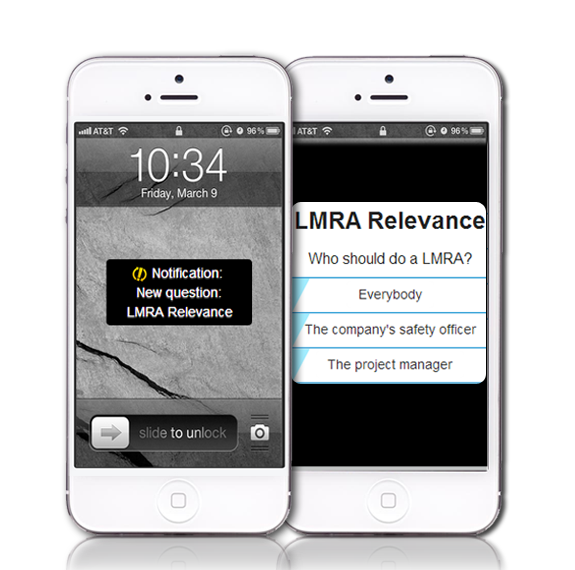 AT&T 96%
10:34
Friday, March 9
Notification:
New question:
LMRA Relevance
slide to unlock
AT&T 96%
LMRA Relevance
Who should do a LMRA?
Everybody
The company's safety officer
The project manager